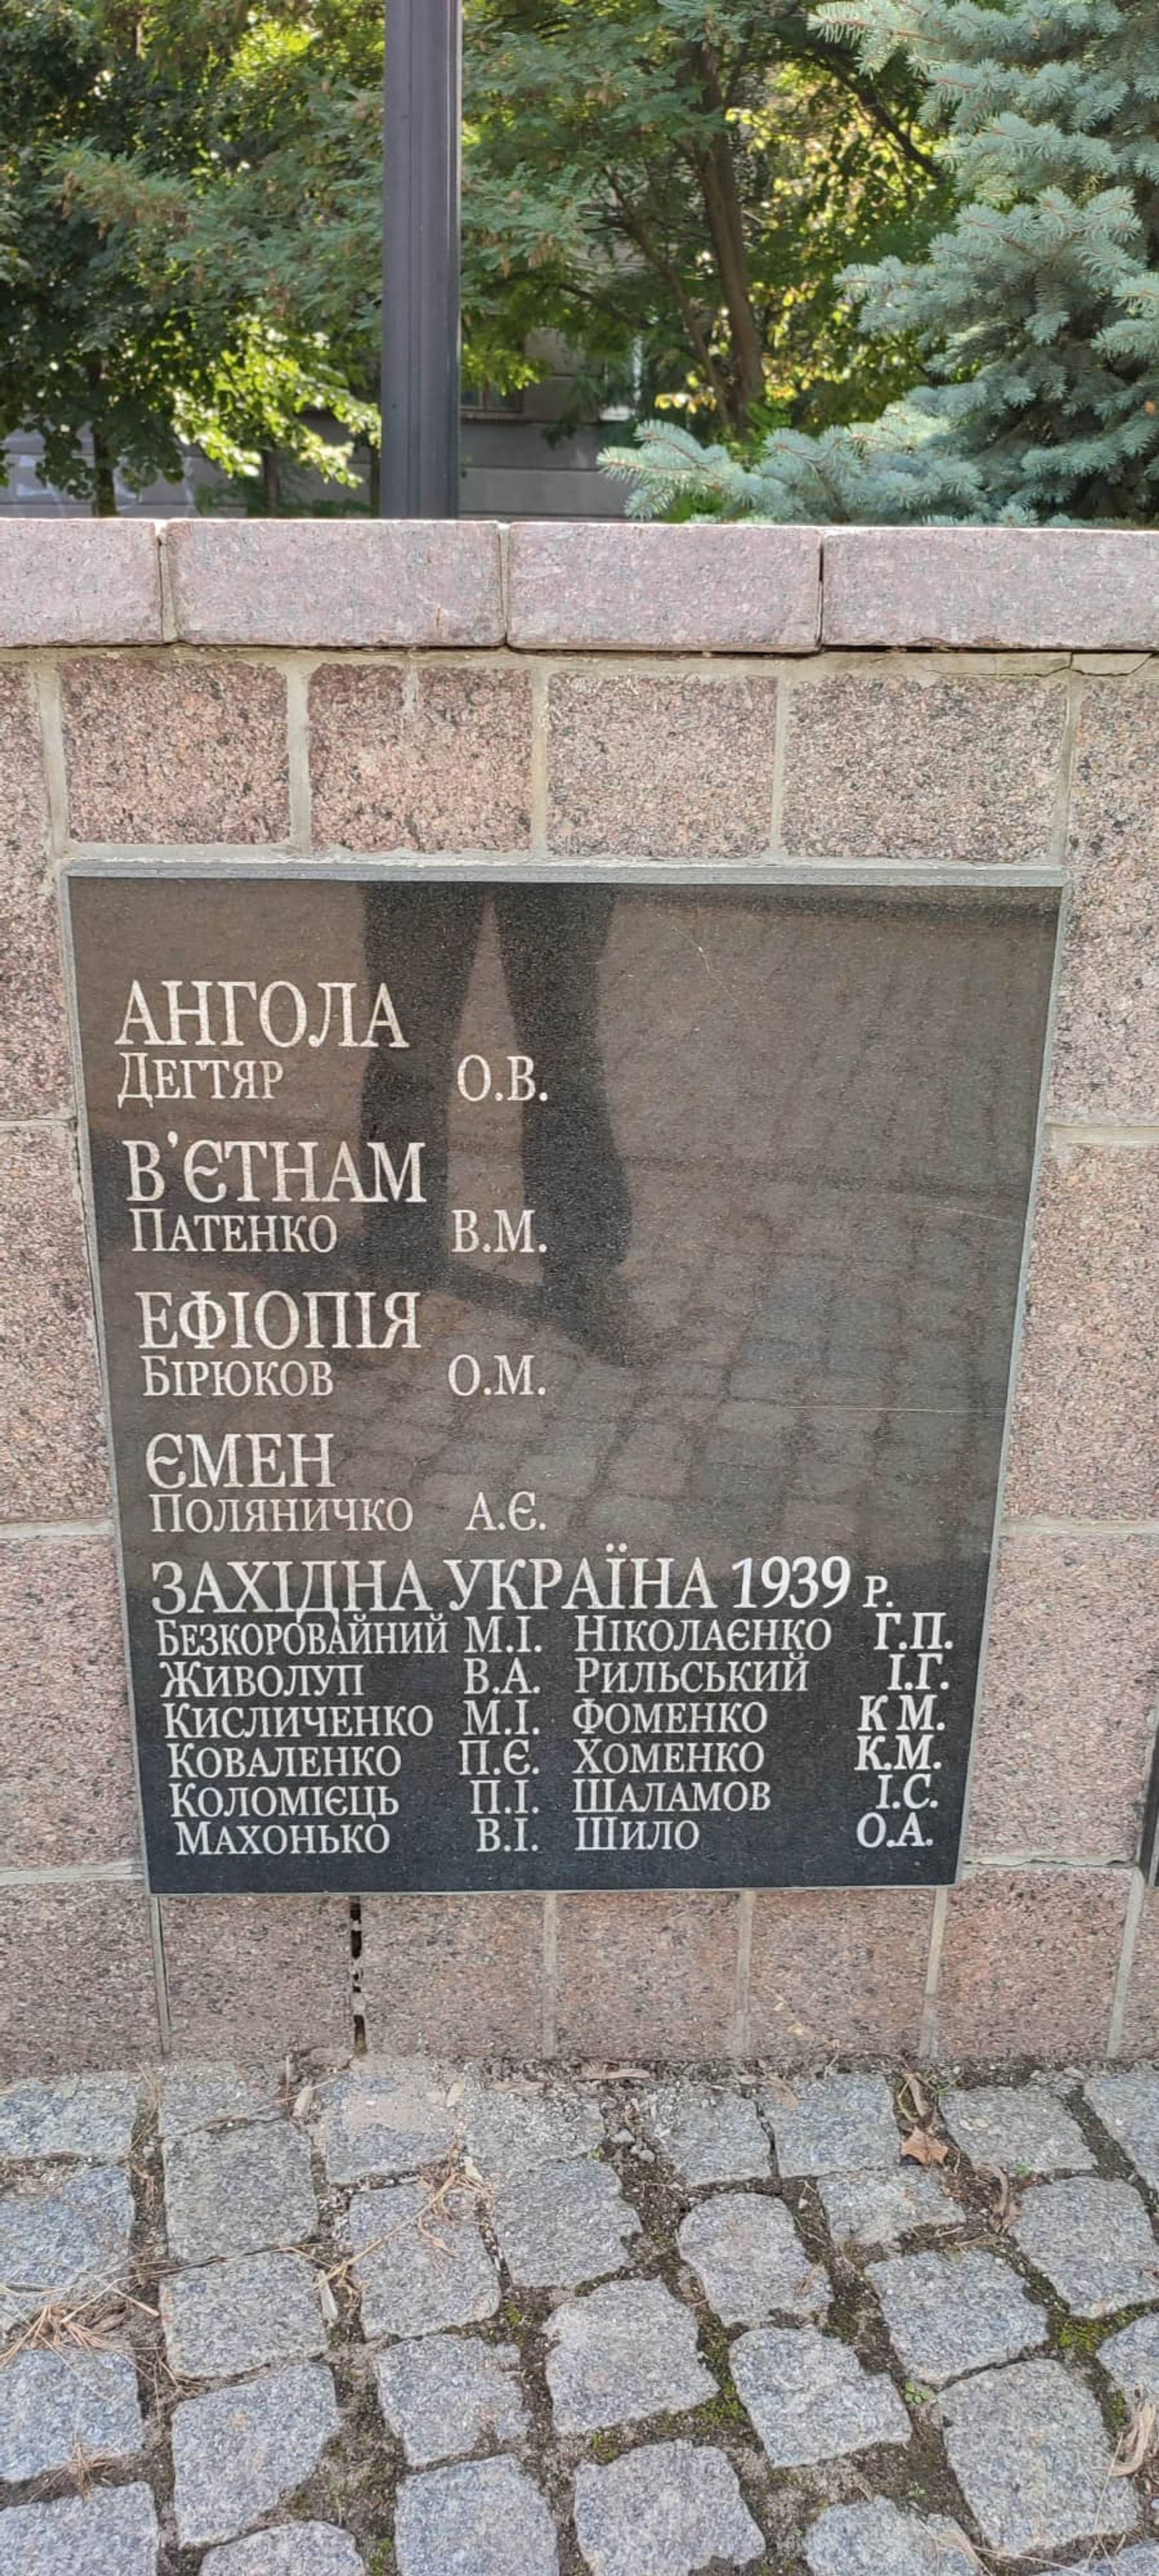 АНГОЛА
ДЕГТЯР О.В.
В'ЄТНАМ
ПАТЕНКО В.М.
ЕФІОПІЯ
БІРЮКОВ О.М.
ЄМЕН
ПОЛЯНИЧКО А.Є.
ЗАХІДНА УКРАЇНА 1939 Р.
БЕЗКОРОВАЙНИЙ М.І. НІКОЛАЄНКО Г.П.
ЖИВОЛУП В.А. РИЛЬСЬКИЙ І.Г.
КИСЛИЧЕНКО М.І. ФОМЕНКО К М.
КОВАЛЕНКО П.Є. ХОМЕНКО К.М.
КОЛОМІЄЦЬ П.І. ШАЛАМОВ І.С.
МАХОНЬКО В.І. ШИЛО О.А.